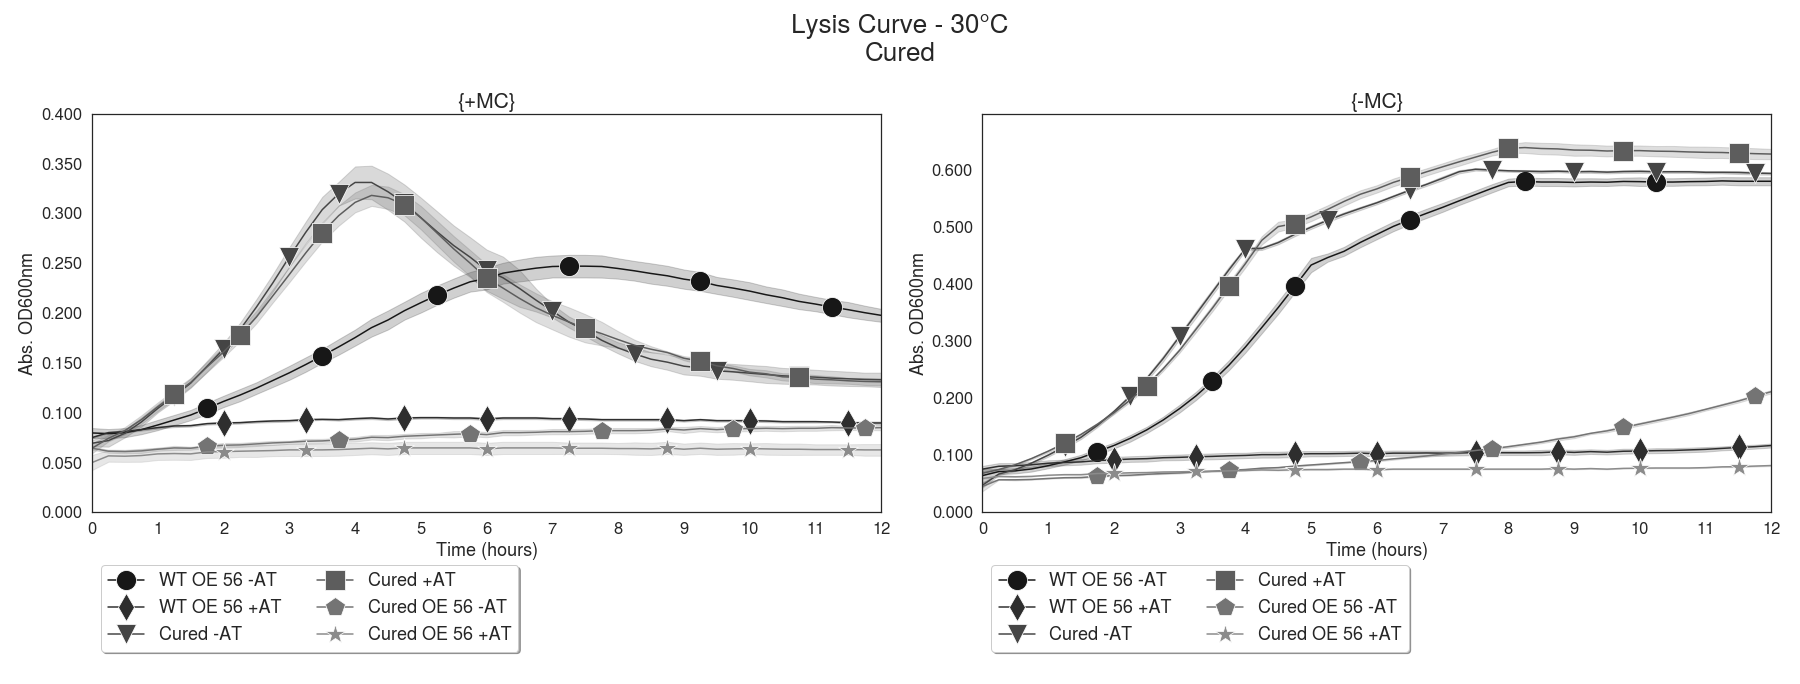 Lysis Curve - 30°C
Cured
{+MC}
0.400
0.350
0.300
0.250
0.200
0.150
0.100
0.050
0.000
Abs. OD600nm
0 1 2 3 4 5 6 7 8 9 10 11 12
Time (hours)
WT OE 56 -AT
WT OE 56 +AT
Cured -AT
Cured +AT
Cured OE 56 -AT
Cured OE 56 +AT
{-MC}
0.600
0.500
0.400
0.300
0.200
0.100
0.000
Abs. OD600nm
0 1 2 3 4 5 6 7 8 9 10 11 12
Time (hours)
WT OE 56 -AT
WT OE 56 +AT
Cured -AT
Cured +AT
Cured OE 56 -AT
Cured OE 56 +AT